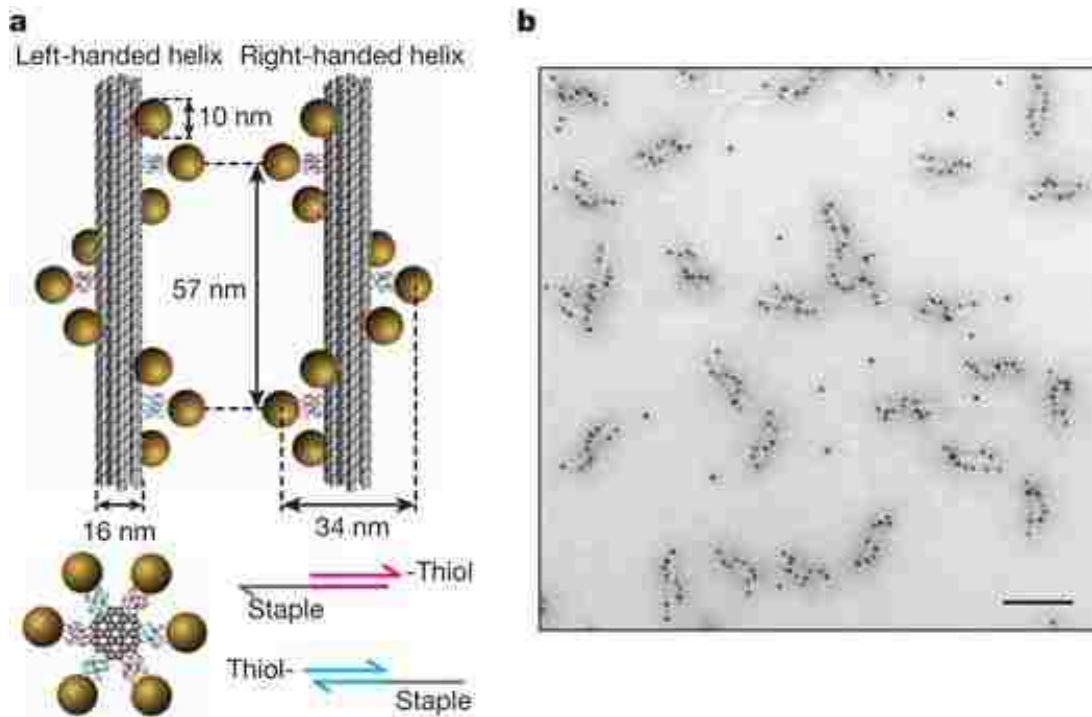 a
Left-handed helix Right-handed helix
10 nm
57 nm
16 nm
34 nm
-Thiol
Staple
Thiol-
Staple
b